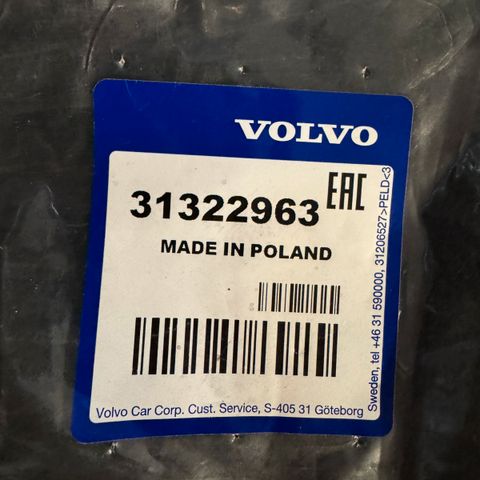 VOLVO
31322963
EAC
MADE IN POLAND
Volvo Car Corp. Cust. Service, S-405 31 Göteborg
Sweden, tel +46 31 590000, 31206527>PELD<3